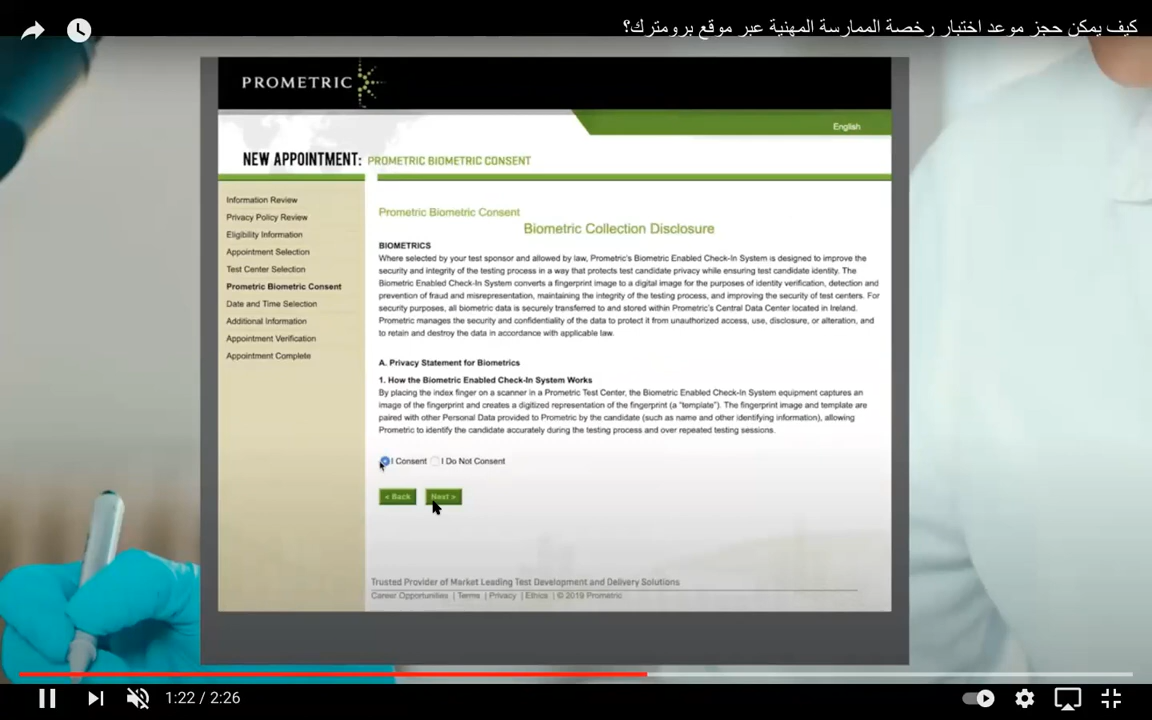 كيف يمكن حجز موعد اختبار رخصة الممارسة المهنية عبر موقع برومترك؟
PROMETRIC
English
NEW APPOINTMENT: PROMETRIC BIOMETRIC CONSENT
Information Review
Privacy Policy Review
Eligibility Information
Appointment Selection
Test Center Selection
Prometric Biometric Consent
Date and Time Selection
Additional Information
Appointment Verification
Appointment Complete
Prometric Biometric Consent
Biometric Collection Disclosure
BIOMETRICS
Where selected by your test sponsor and allowed by law, Prometric's Biometric Enabled Check-In System is designed to improve the
security and integrity of the testing process in a way that protects test candidate privacy while ensuring test candidate identity. The
Biometric Enabled Check-In System converts a fingerprint image to a digital image for the purposes of identity verification, detection and
prevention of fraud and misrepresentation, maintaining the integrity of the testing process, and improving the security of test centers. For
security purposes, all biometric data is securely transferred to and stored within Prometric's Central Data Center located in Ireland.
Prometric manages the security and confidentiality of the data to protect it from unauthorized access, use, disclosure, or alteration, and
to retain and destroy the data in accordance with applicable law.
A. Privacy Statement for Biometrics
1. How the Biometric Enabled Check-In System Works
By placing the index finger on a scanner in a Prometric Test Center, the Biometric Enabled Check-In System equipment captures an
image of the fingerprint and creates a digitized representation of the fingerprint (a "template"). The fingerprint image and template are
paired with other Personal Data provided to Prometric by the candidate (such as name and other identifying information), allowing
Prometric to identify the candidate accurately during the testing process and over repeated testing sessions.
I Consent I Do Not Consent
< Back Next >
Trusted Provider of Market Leading Test Development and Delivery Solutions
Career Opportunities | Terms | Privacy | Ethics | © 2019 Prometric
1:22 / 2:26